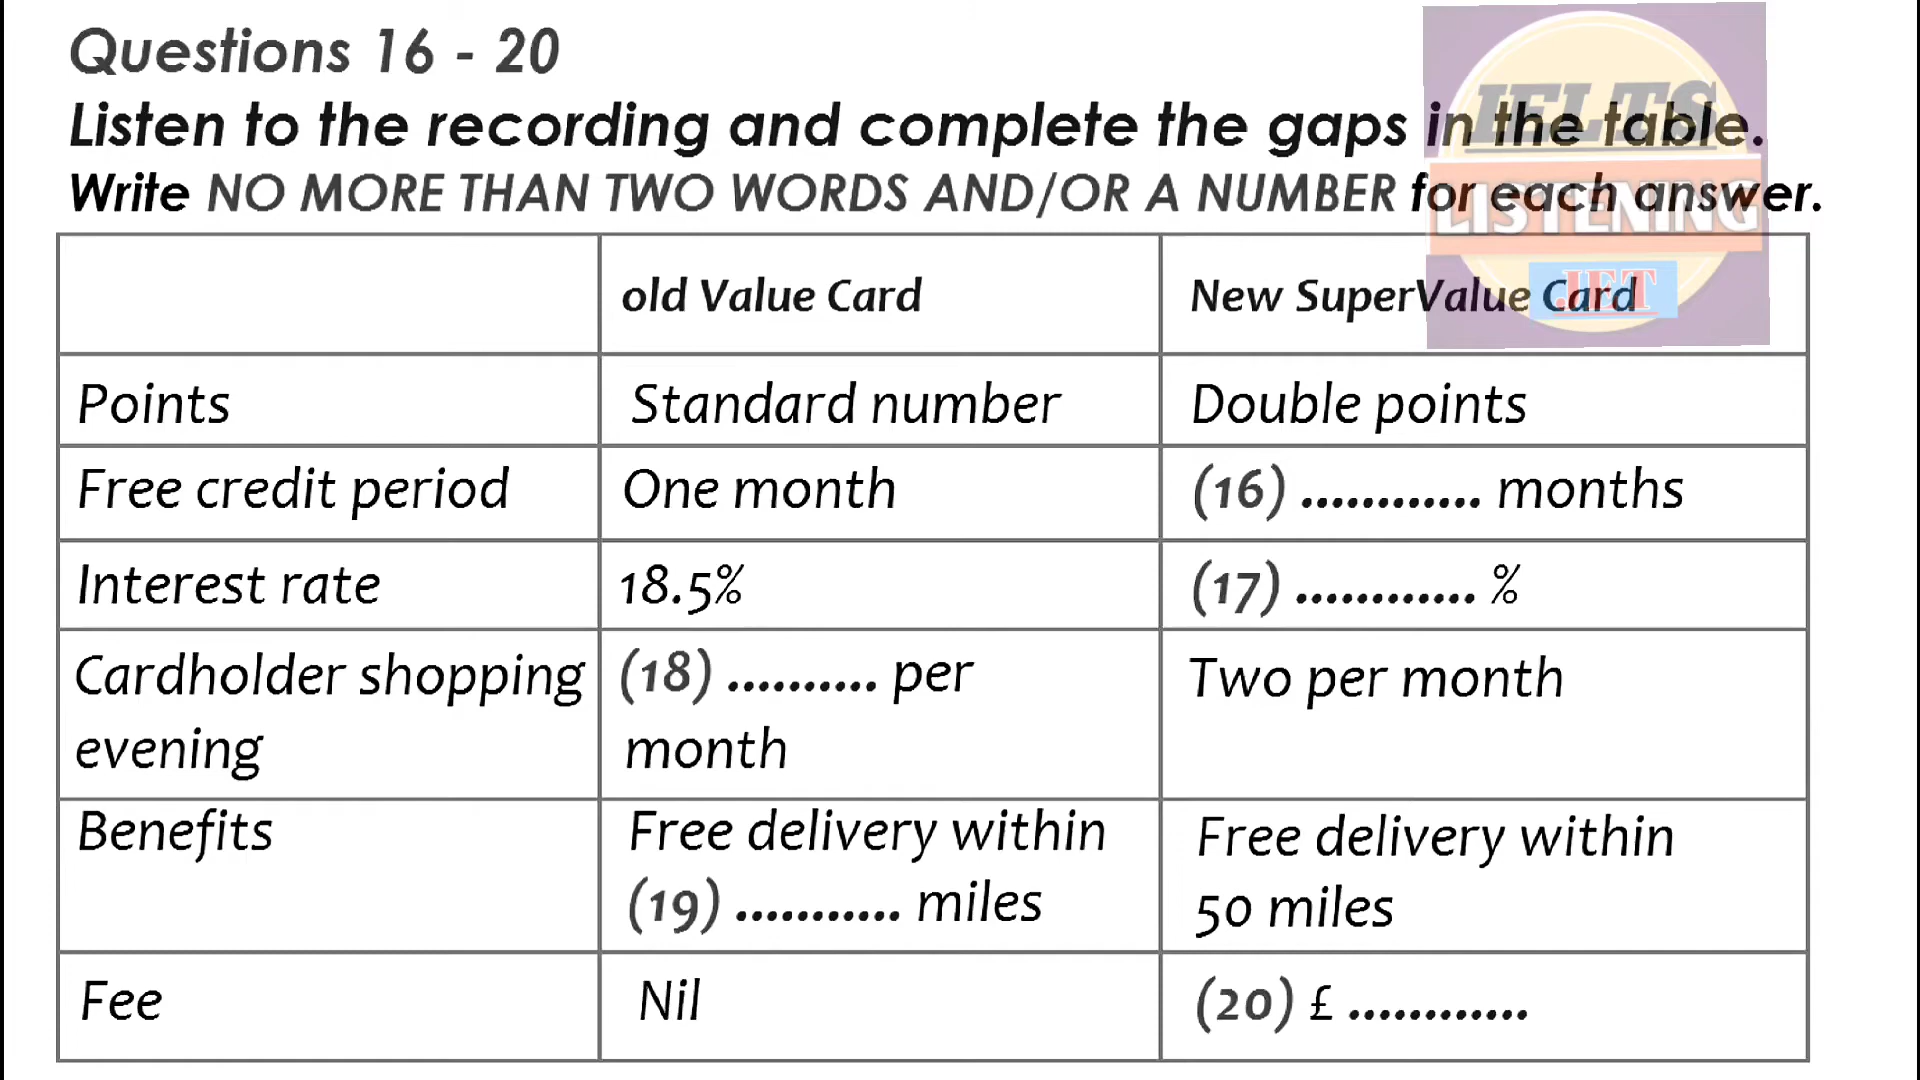 Questions 16 - 20
Listen to the recording and complete the gaps in the table.
Write NO MORE THAN TWO WORDS AND/OR A NUMBER for each answer.
IELTS
LISTENING
.JET
old Value Card
New SuperValue Card
Points
Standard number
Double points
Free credit period
One month
(16) ............ months
Interest rate
18.5%
(17) ............ %
Cardholder shopping
evening
(18) .......... per
month
Two per month
Benefits
Free delivery within
(19) ........... miles
Free delivery within
50 miles
Fee
Nil
(20) £ ............